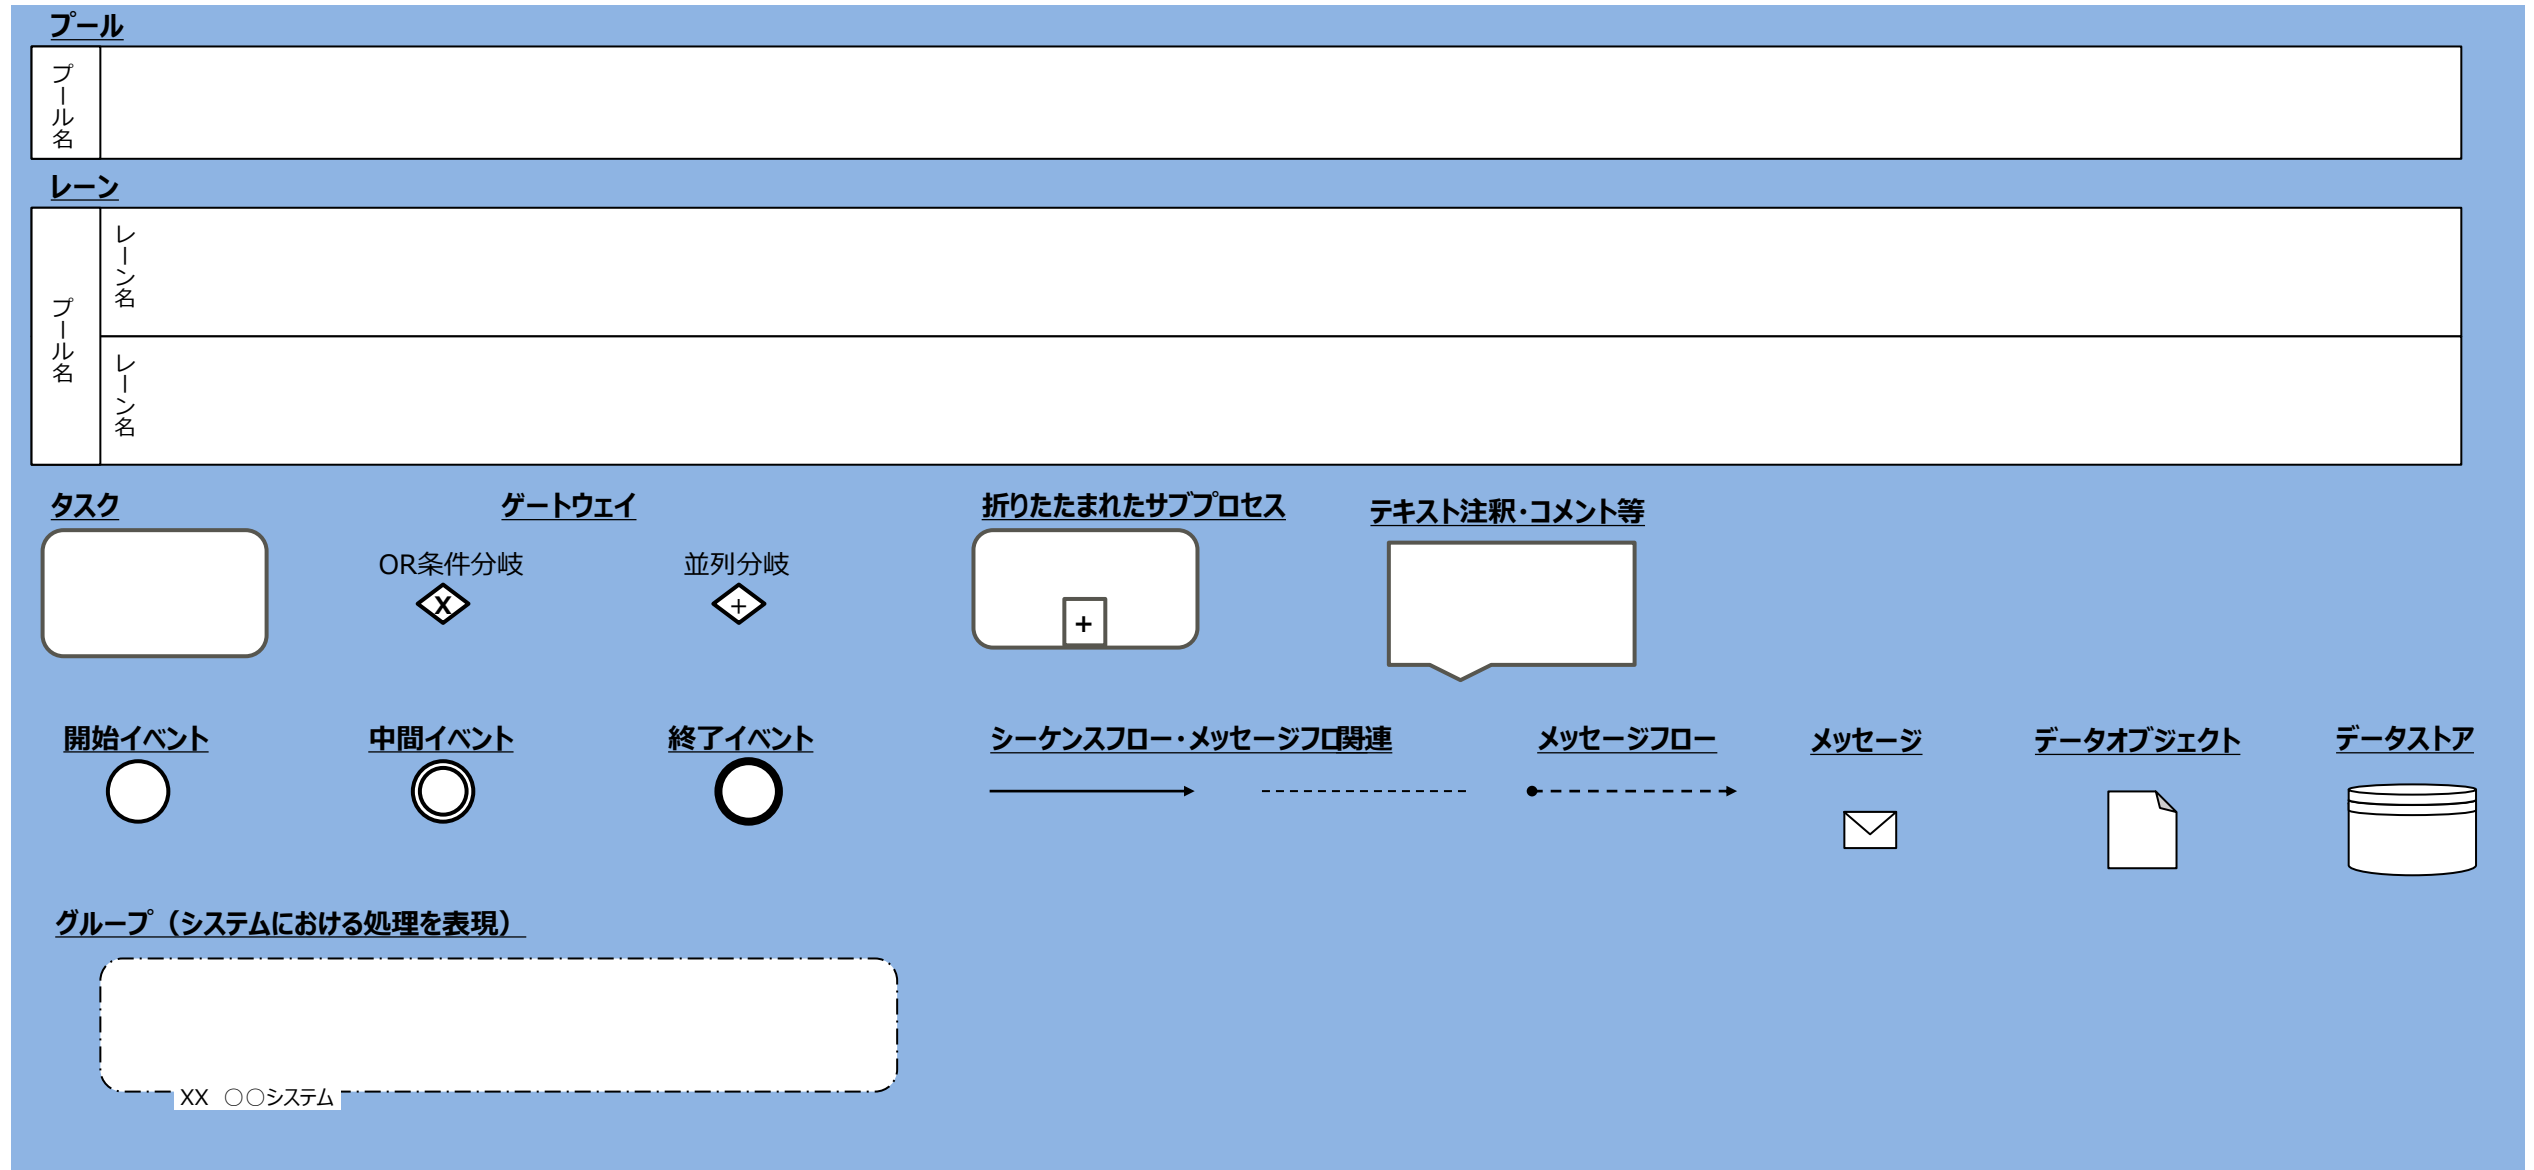 プール
プール名
レーン
プール名
レーン名
レーン名
タスク
ゲートウェイ
折りたたまれたサブプロセス
テキスト注釈・コメント等
OR条件分岐
並列分岐
X
+
+
開始イベント
中間イベント
終了イベント
シーケンスフロー・メッセージフロ
関連
メッセージフロー
メッセージ
データオブジェクト
データストア
グループ（システムにおける処理を表現）
XX　○○システム